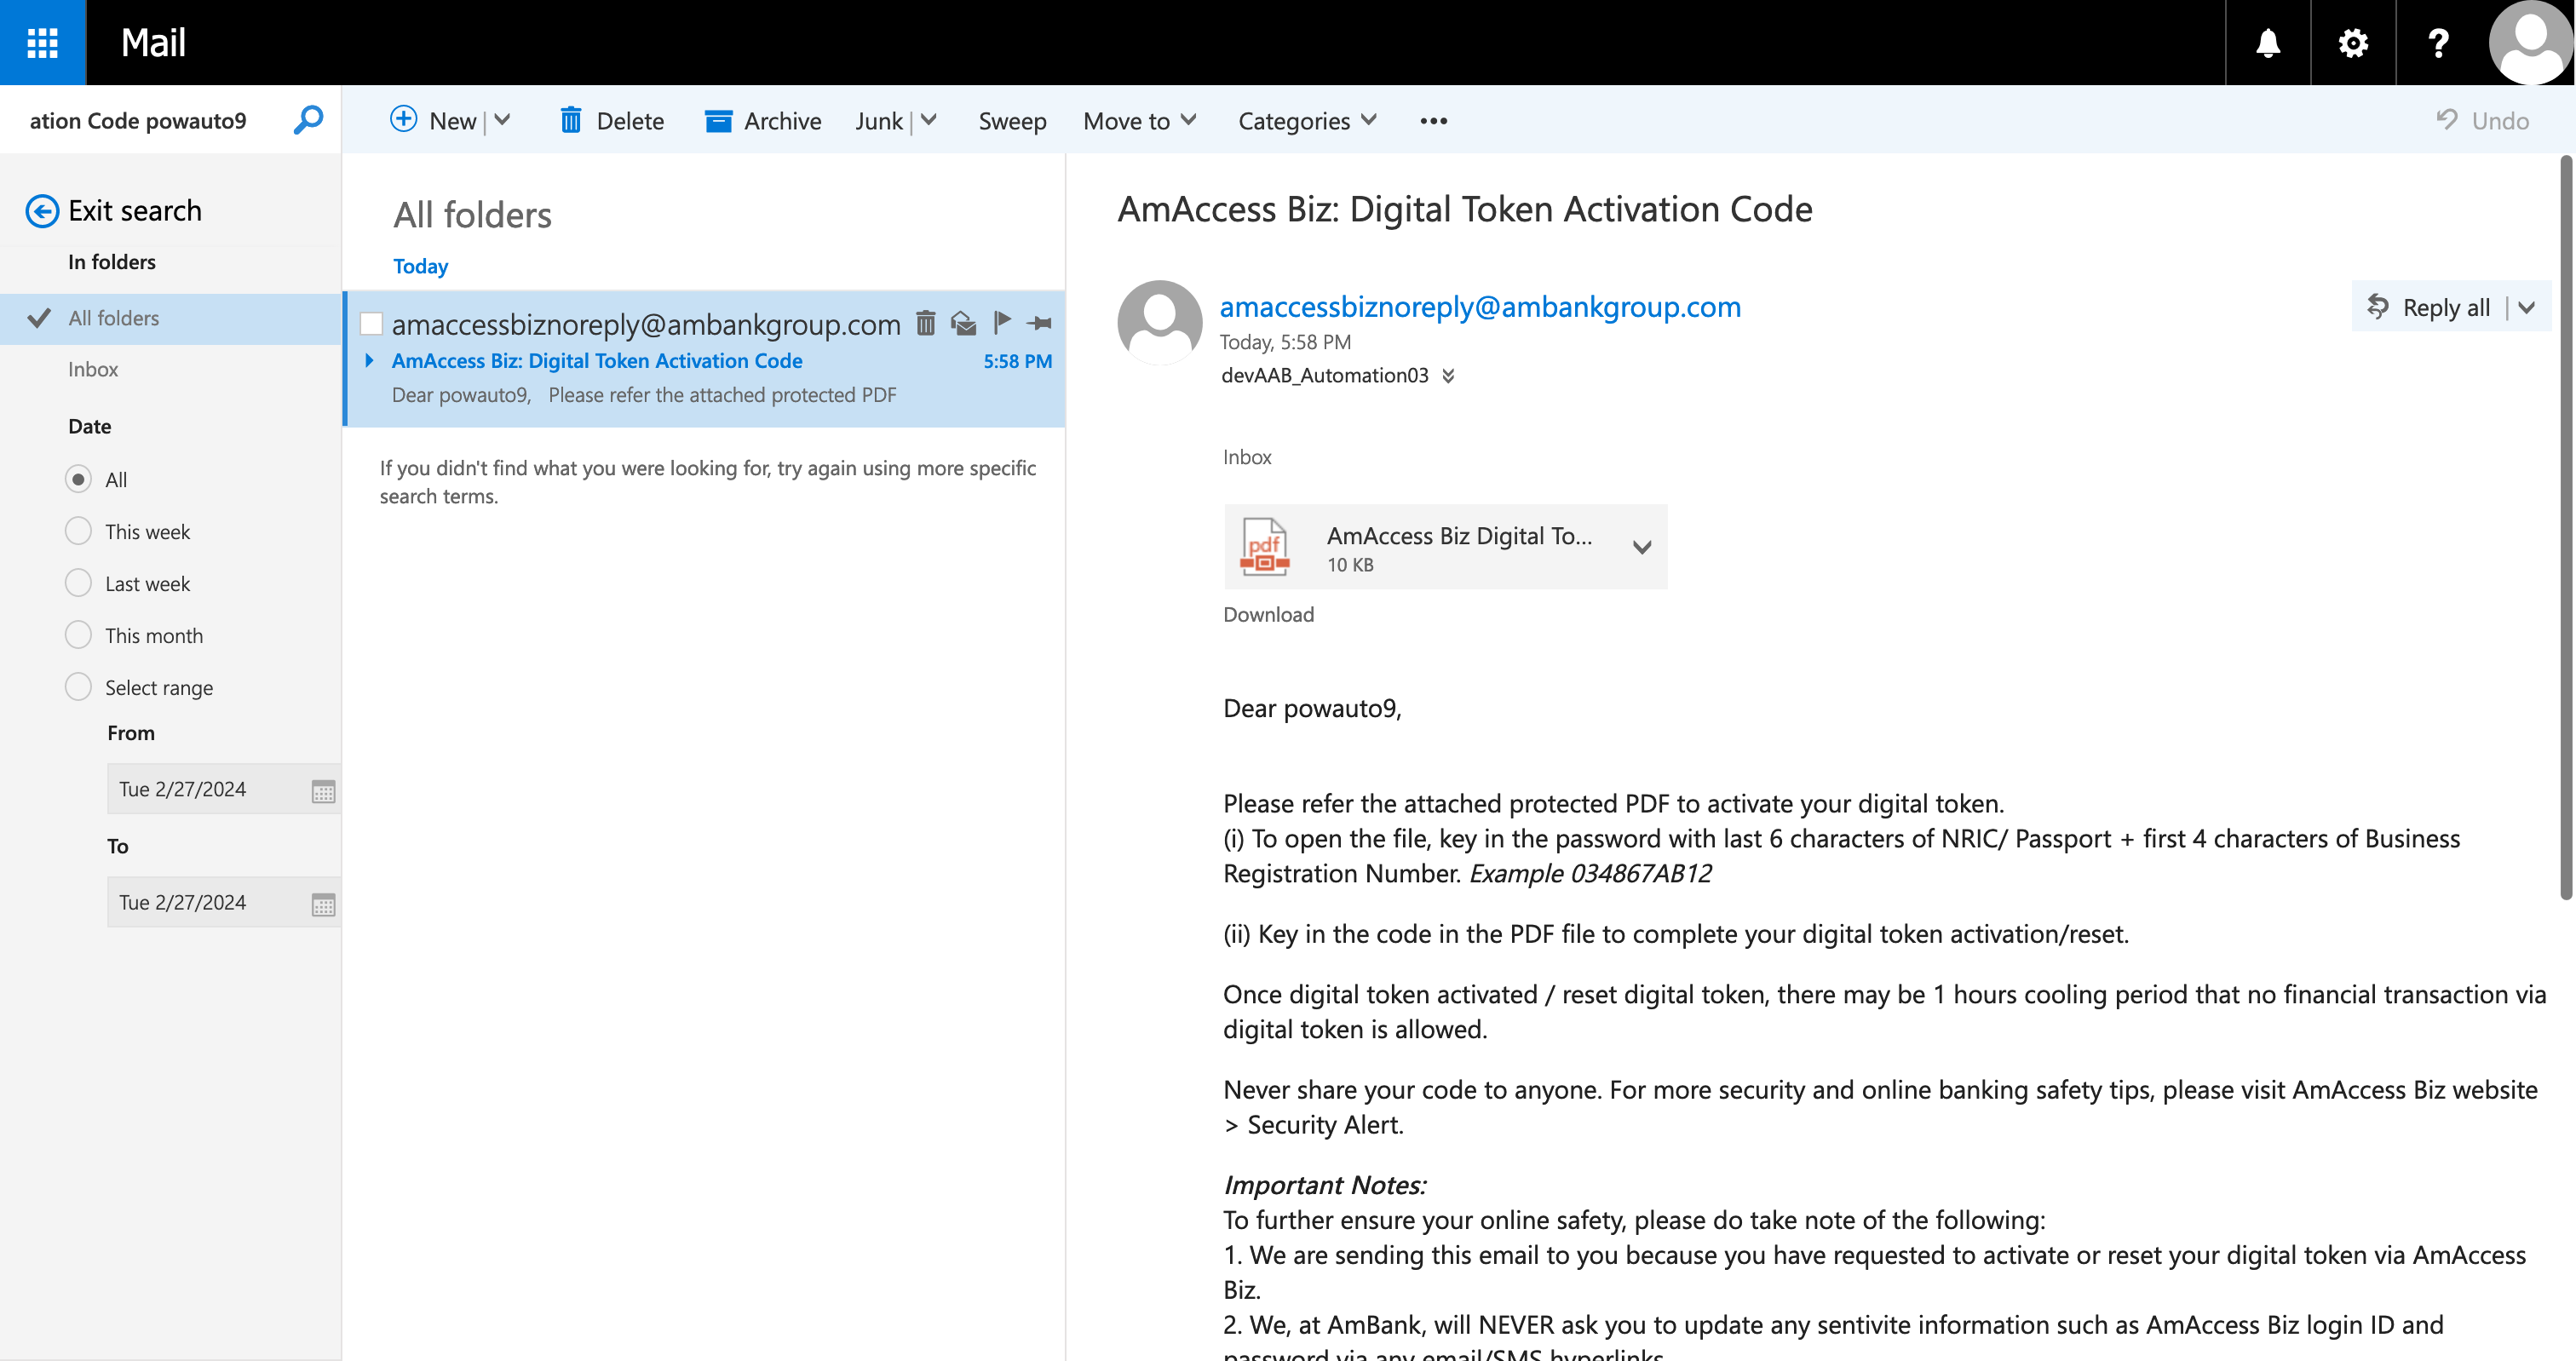 Mail
ation Code powauto9
New
Delete
Archive
Junk
Sweep
Move to
Categories
Undo
Exit search
In folders
All folders
Inbox
Date
All
This week
Last week
This month
Select range
From
Tue 2/27/2024
To
Tue 2/27/2024
All folders
Today
amaccessbiznoreply@ambankgroup.com
AmAccess Biz: Digital Token Activation Code 5:58 PM
Dear powauto9, Please refer the attached protected PDF
If you didn't find what you were looking for, try again using more specific
search terms.
AmAccess Biz: Digital Token Activation Code
amaccessbiznoreply@ambankgroup.com
Reply all
Today, 5:58 PM
devAAB_Automation03
Inbox
pdf
AmAccess Biz Digital To...
10 KB
Download
Dear powauto9,
Please refer the attached protected PDF to activate your digital token.
(i) To open the file, key in the password with last 6 characters of NRIC/ Passport + first 4 characters of Business
Registration Number. Example 034867AB12
(ii) Key in the code in the PDF file to complete your digital token activation/reset.
Once digital token activated / reset digital token, there may be 1 hours cooling period that no financial transaction via
digital token is allowed.
Never share your code to anyone. For more security and online banking safety tips, please visit AmAccess Biz website
> Security Alert.
Important Notes:
To further ensure your online safety, please do take note of the following:
1. We are sending this email to you because you have requested to activate or reset your digital token via AmAccess
Biz.
2. We, at AmBank, will NEVER ask you to update any sentivite information such as AmAccess Biz login ID and
password via any email/SMS hyperlinks